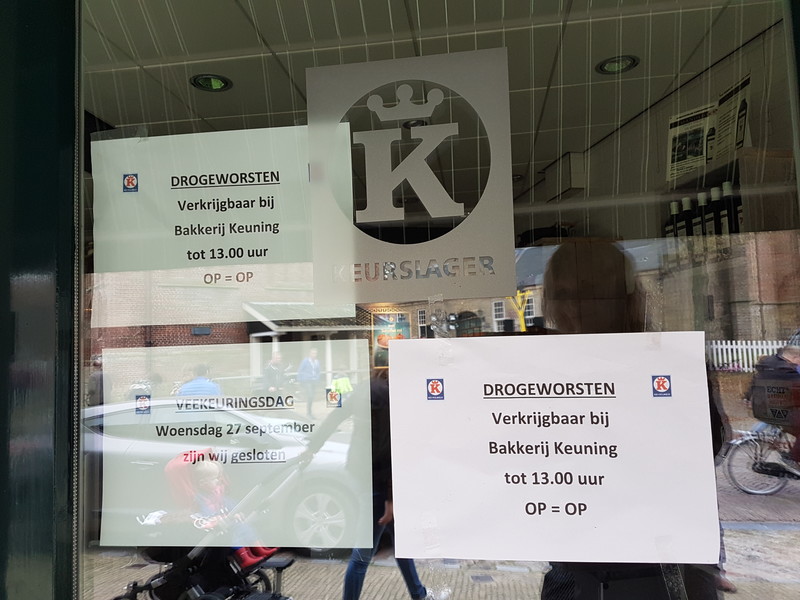 DROGEWORSTEN
Verkrijgbaar bij
Bakkerij Keuning
tot 13.00 uur
OP = OP
K
KEURSLAGER
VEEKEURINGSDAG
Woensdag 27 september
zijn wij gesloten
DROGEWORSTEN
Verkrijgbaar bij
Bakkerij Keuning
tot 13.00 uur
OP = OP